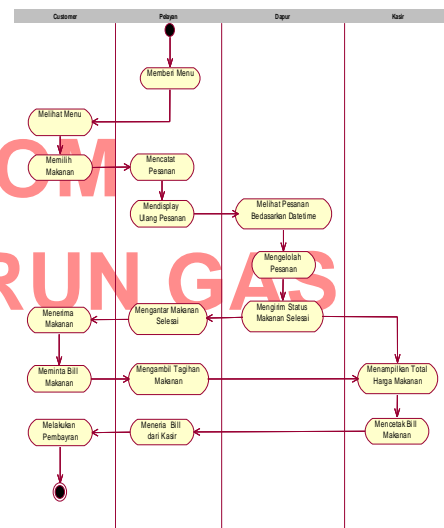 Customer
Pelayan
Dapur
Kasir
Memberi Menu
Melihat Menu
Memilih
Makanan
Mencatat
Pesanan
OM
Mendisplay
Ulang Pesanan
Melihat Pesanan
Bedasarkan Datetime
Mengelolah
Pesanan
RUN GAS
Menerima
Makanan
Mengantar Makanan
Selesai
Mengirim Status
Makanan Selesai
Meminta Bill
Makanan
Mengambil Tagihan
Makanan
Menampilkan Total
Harga Makanan
Melakukan
Pembayran
Meneria Bill
dari Kasir
Mencetak Bill
Makanan